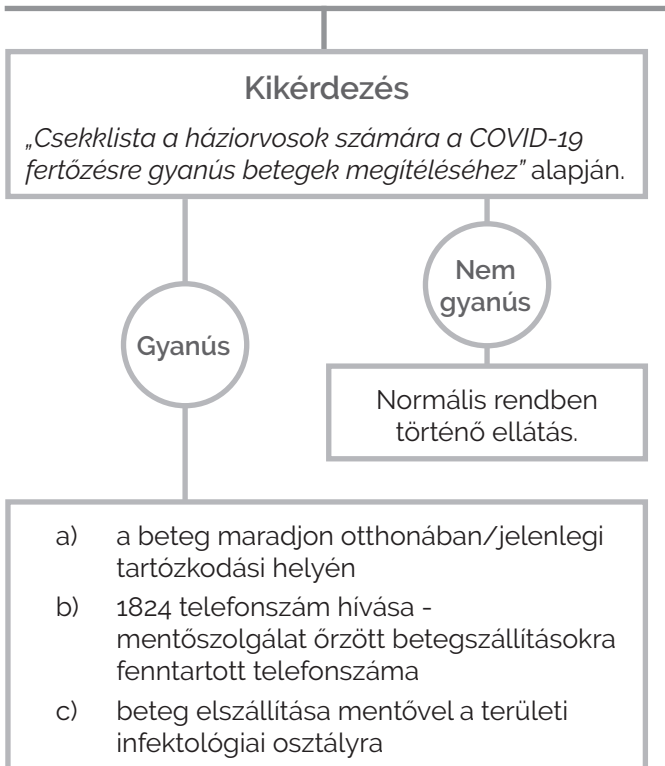 Kikérdezés
„Csekklista a háziorvosok számára a COVID-19
fertőzésre gyanús betegek megítéléséhez” alapján.
Nem
gyanús
Gyanús
Normális rendben
történő ellátás.
a) a beteg maradjon otthonában/jelenlegi
tartózkodási helyén
b) 1824 telefonszám hívása -
mentőszolgálat őrzött betegszállításokra
fenntartott telefonszáma
c) beteg elszállítása mentővel a területi
infektológiai osztályra